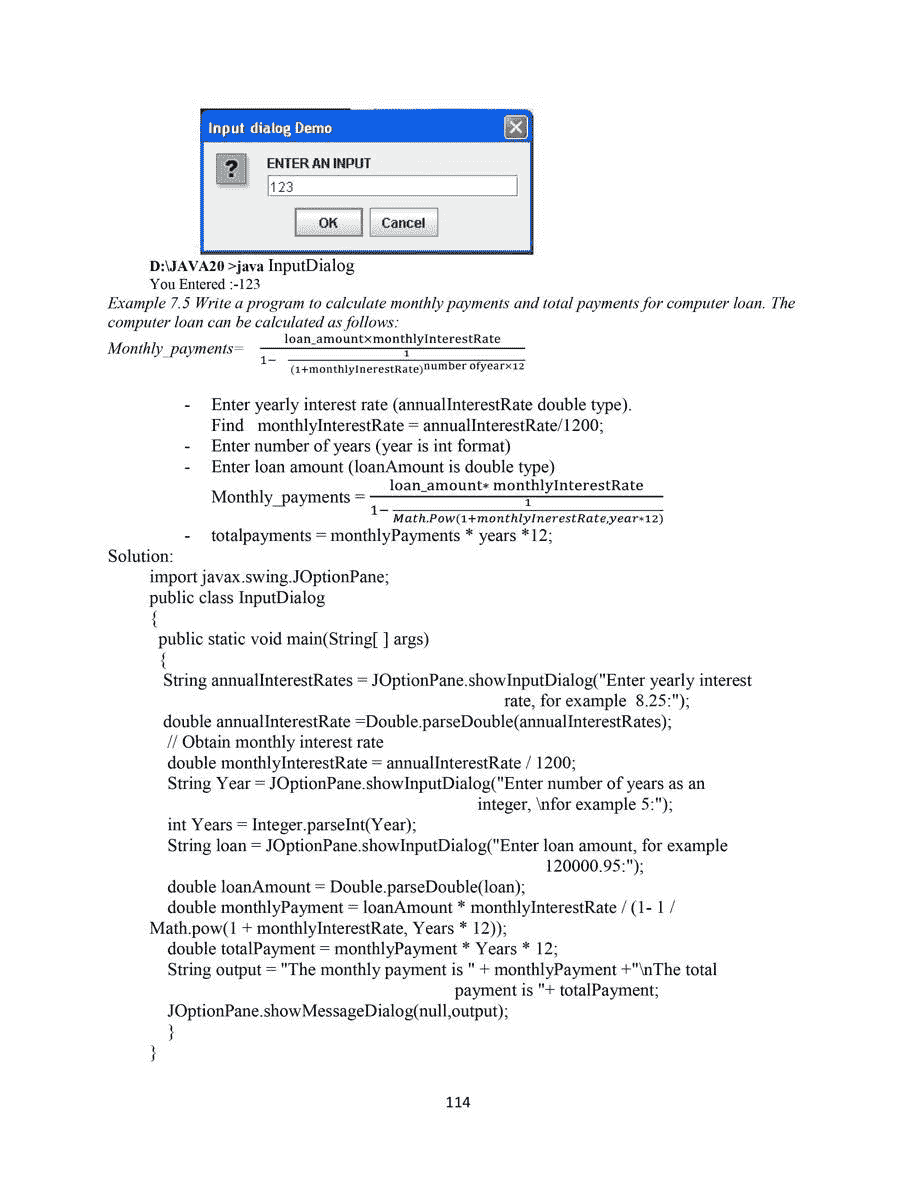 Input dialog Demo
?
ENTER AN INPUT
123
OK Cancel
D:\JAVA20 >java InputDialog
You Entered :-123
Example 7.5 Write a program to calculate monthly payments and total payments for computer loan. The
computer loan can be calculated as follows:
loan_amount×monthlyInterestRate
Monthly_payments=
1
1−
(1+monthlyInerestRate)^number ofyear×12
- Enter yearly interest rate (annualInterestRate double type).
Find monthlyInterestRate = annualInterestRate/1200;
- Enter number of years (year is int format)
- Enter loan amount (loanAmount is double type)
loan_amount* monthlyInterestRate
Monthly_payments =
1
1−
Math.Pow(1+monthlyInerestRate,year*12)
- totalpayments = monthlyPayments * years *12;
Solution:
import javax.swing.JOptionPane;
public class InputDialog
{
public static void main(String[ ] args)
{
String annualInterestRates = JOptionPane.showInputDialog("Enter yearly interest
rate, for example 8.25:");
double annualInterestRate =Double.parseDouble(annualInterestRates);
// Obtain monthly interest rate
double monthlyInterestRate = annualInterestRate / 1200;
String Year = JOptionPane.showInputDialog("Enter number of years as an
integer, \nfor example 5:");
int Years = Integer.parseInt(Year);
String loan = JOptionPane.showInputDialog("Enter loan amount, for example
120000.95:");
double loanAmount = Double.parseDouble(loan);
double monthlyPayment = loanAmount * monthlyInterestRate / (1- 1 /
Math.pow(1 + monthlyInterestRate, Years * 12));
double totalPayment = monthlyPayment * Years * 12;
String output = "The monthly payment is " + monthlyPayment +"\nThe total
payment is "+ totalPayment;
JOptionPane.showMessageDialog(null,output);
}
}
114